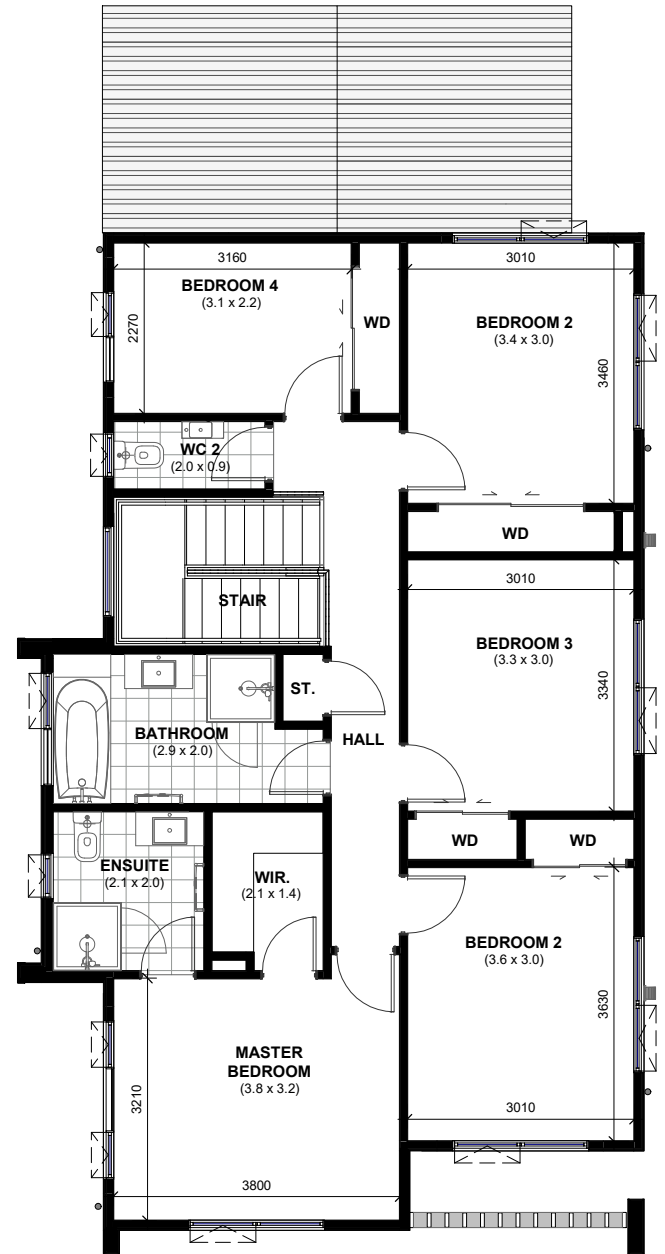 3160
3010
BEDROOM 4
(3.1 x 2.2)
2270
WD
BEDROOM 2
(3.4 x 3.0)
3460
WC 2
(2.0 x 0.9)
WD
STAIR
3010
BEDROOM 3
(3.3 x 3.0)
3340
ST.
HALL
BATHROOM
(2.9 x 2.0)
WD
WD
ENSUITE
(2.1 x 2.0)
WIR.
(2.1 x 1.4)
BEDROOM 2
(3.6 x 3.0)
3630
MASTER
BEDROOM
(3.8 x 3.2)
3210
3010
3800